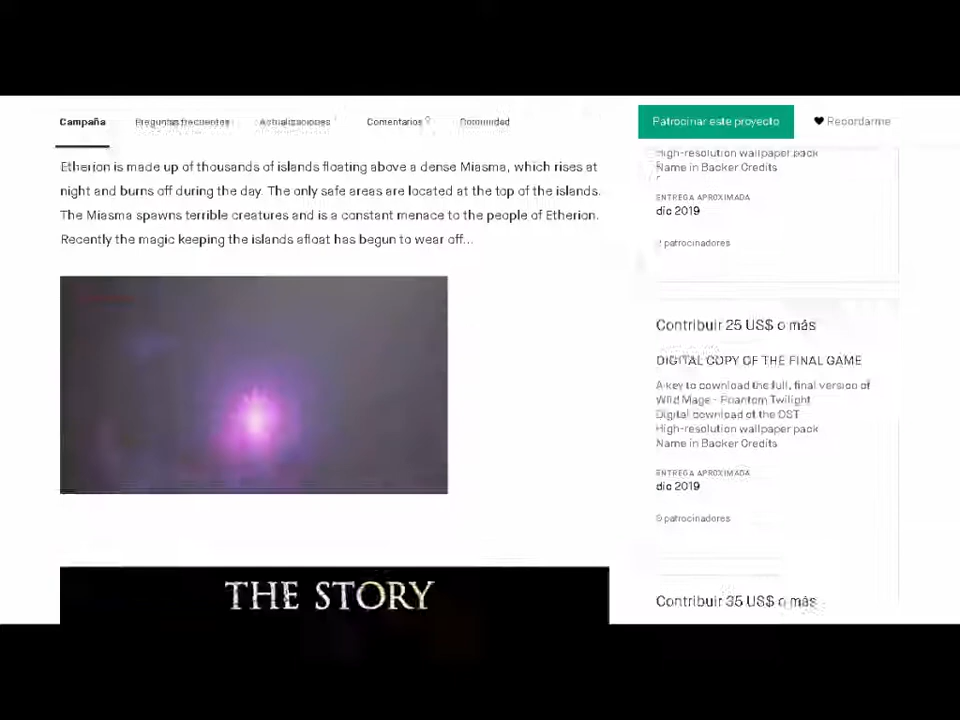 Campaña
Preguntas frecuentes
Actualizaciones
Comentarios
Comunidad
Patrocinar este proyecto
Recordarme
Etherion is made up of thousands of islands floating above a dense Miasma, which rises at
night and burns off during the day. The only safe areas are located at the top of the islands.
The Miasma spawns terrible creatures and is a constant menace to the people of Etherion.
Recently the magic keeping the islands afloat has begun to wear off...
THE STORY
High-resolution wallpaper pack
Name in Backer Credits
ENTREGA APROXIMADA
dic 2019
patrocinadores
Contribuir 25 US$ o más
DIGITAL COPY OF THE FINAL GAME
A key to download the full, final version of
Wild Mage - Phantom Twilight
Digital download of the OST
High-resolution wallpaper pack
Name in Backer Credits
ENTREGA APROXIMADA
dic 2019
patrocinadores
Contribuir 35 US$ o más